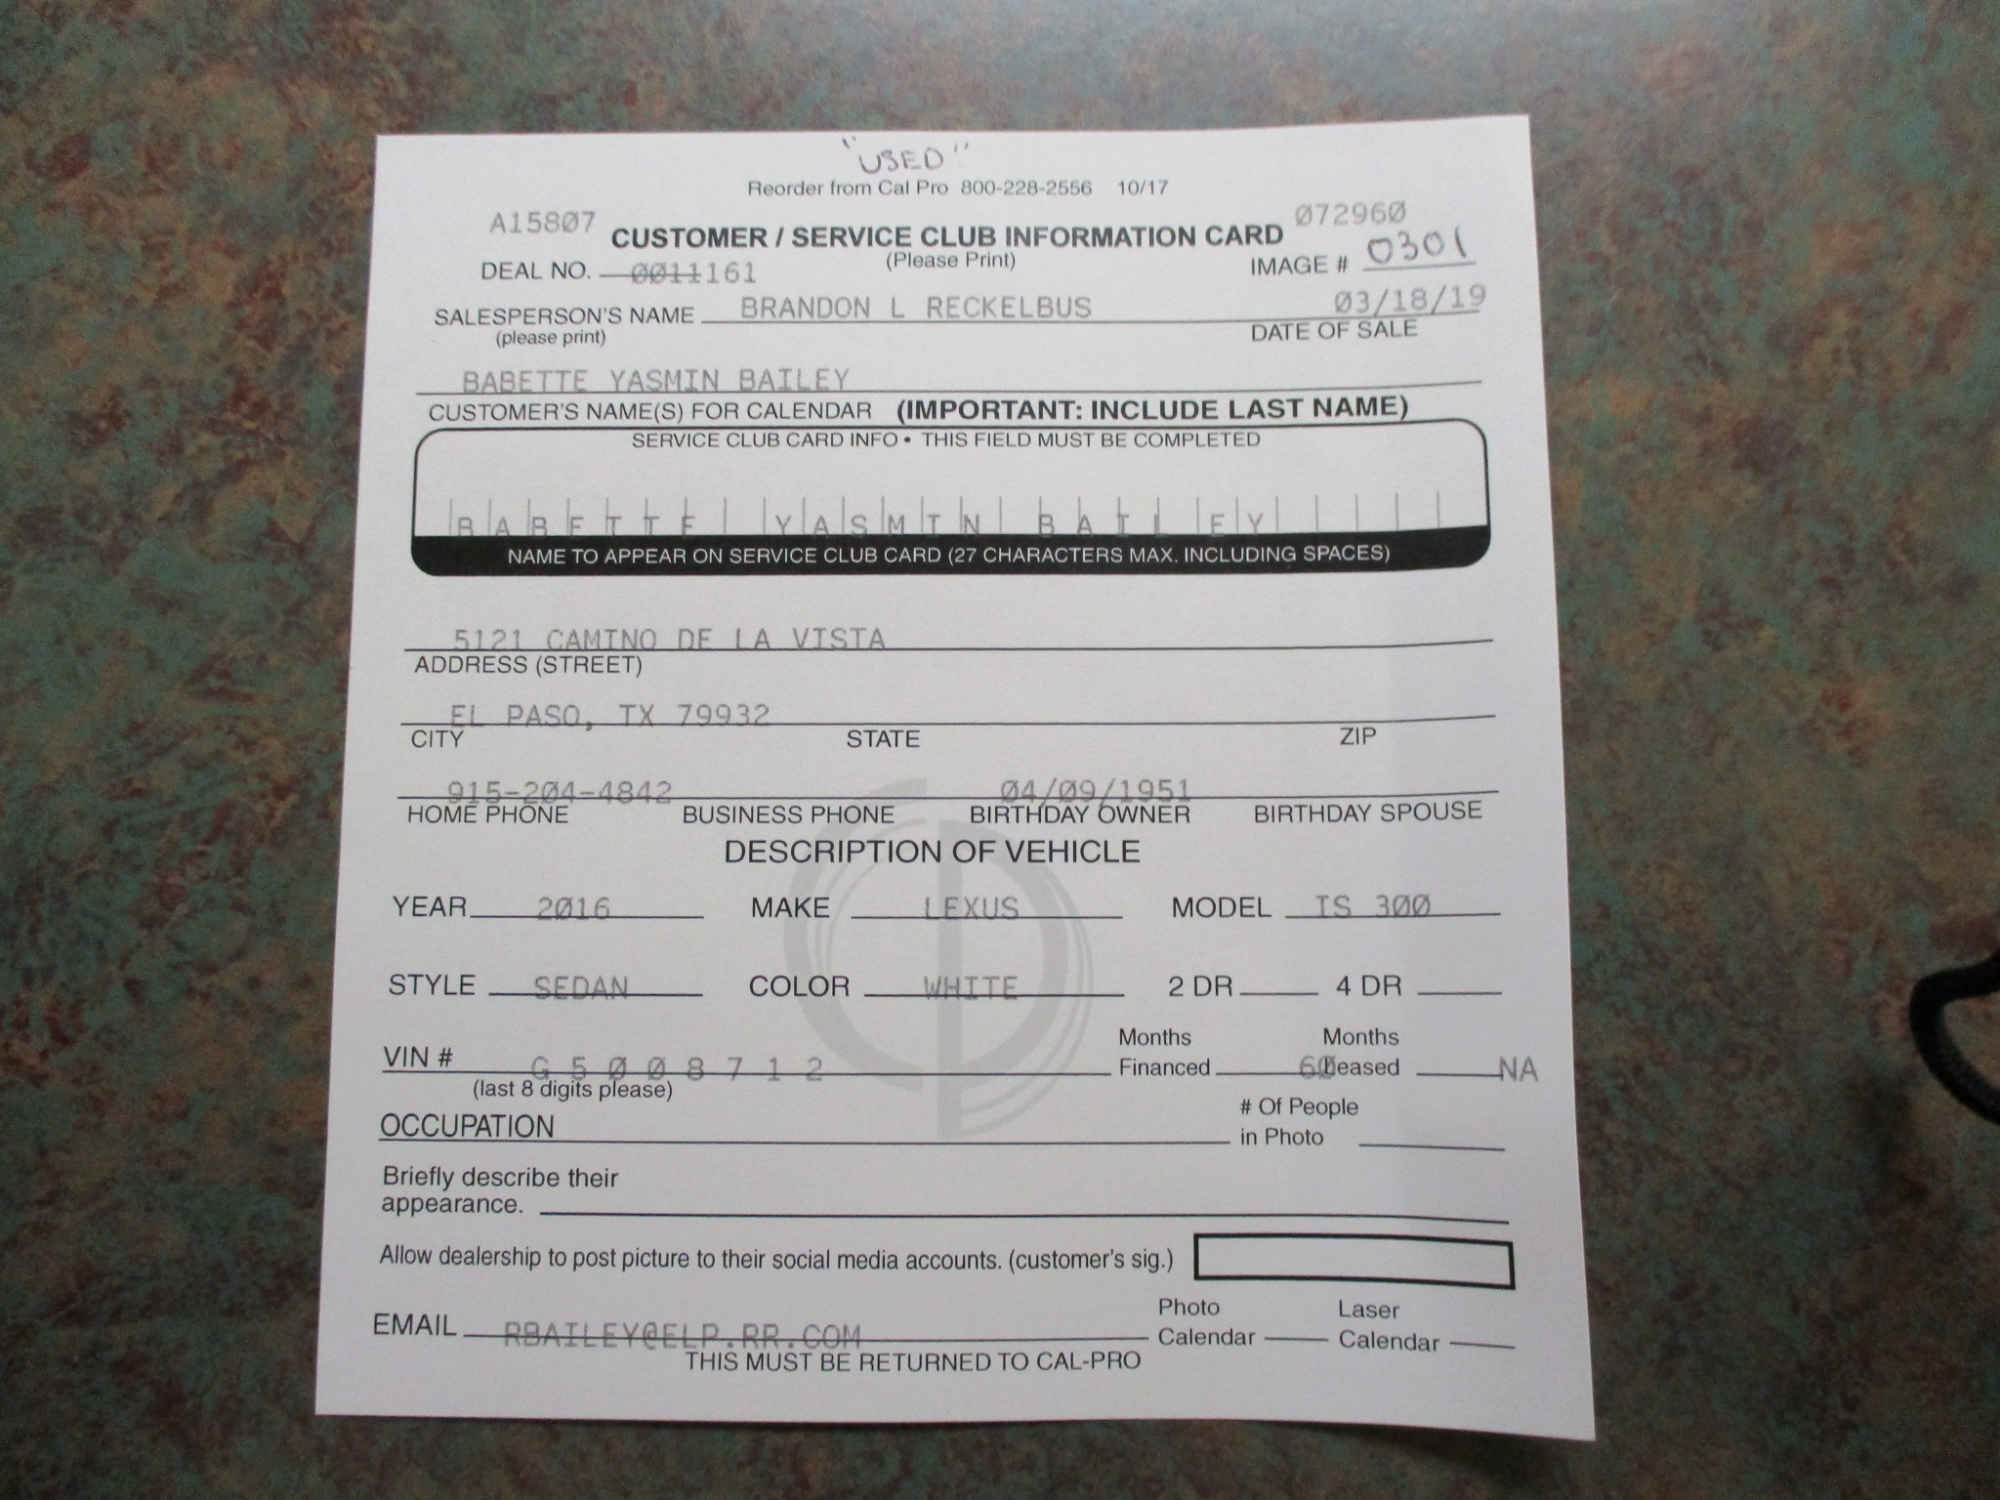 "USED"
Reorder from Cal Pro 800-228-2556 10/17
A15807 CUSTOMER / SERVICE CLUB INFORMATION CARD 072960
DEAL NO. 0011161 (Please Print) IMAGE # 0301
SALESPERSON'S NAME BRANDON L RECKELBUS 03/18/19
(please print) DATE OF SALE
BABETTE YASMIN BAILEY
CUSTOMER'S NAME(S) FOR CALENDAR (IMPORTANT: INCLUDE LAST NAME)
SERVICE CLUB CARD INFO • THIS FIELD MUST BE COMPLETED
BABETTE YASMIN BAILEY
NAME TO APPEAR ON SERVICE CLUB CARD (27 CHARACTERS MAX. INCLUDING SPACES)
5121 CAMINO DE LA VISTA
ADDRESS (STREET)
EL PASO, TX 79932
CITY STATE ZIP
915-204-4842 04/09/1951
HOME PHONE BUSINESS PHONE BIRTHDAY OWNER BIRTHDAY SPOUSE
DESCRIPTION OF VEHICLE
YEAR 2016 MAKE LEXUS MODEL IS 300
STYLE SEDAN COLOR WHITE 2 DR 4 DR
Months Months
VIN # G5008712 Financed 60 Leased NA
(last 8 digits please)
# Of People
OCCUPATION in Photo
Briefly describe their
appearance.
Allow dealership to post picture to their social media accounts. (customer's sig.)
Photo Laser
EMAIL RBAILEY@ELP.RR.COM Calendar Calendar
THIS MUST BE RETURNED TO CAL-PRO